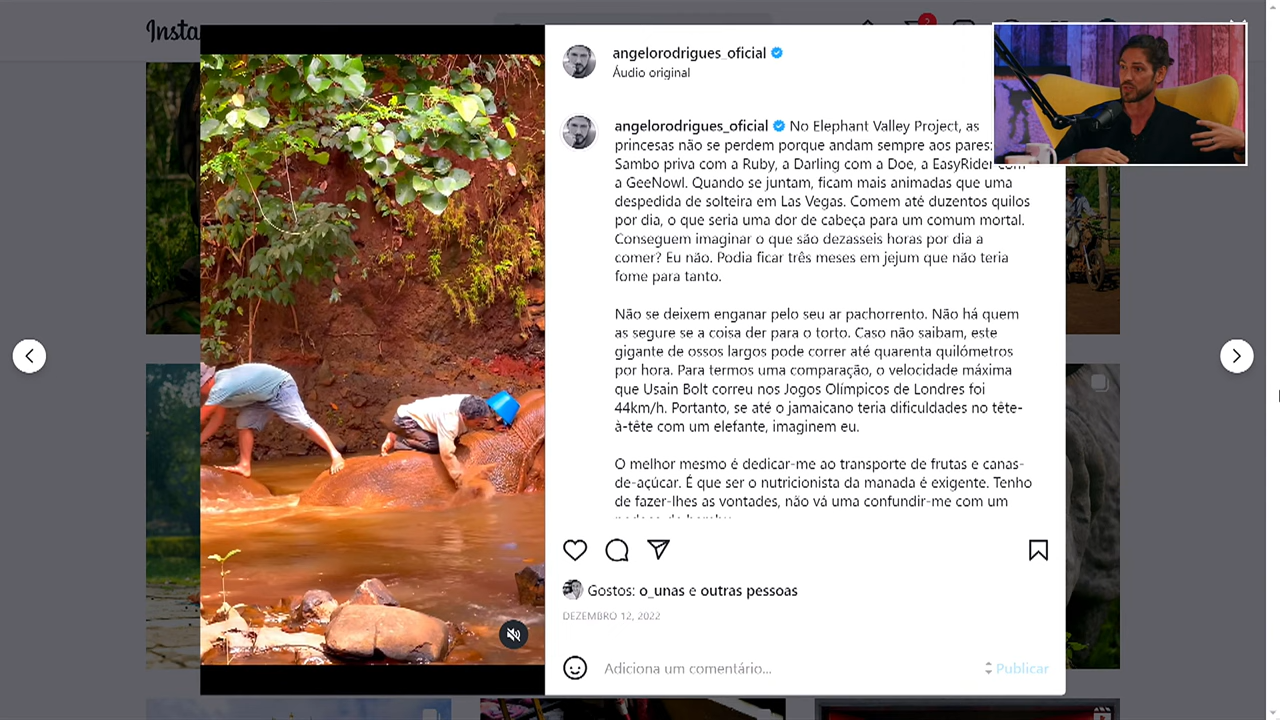 Insta
2
angelorodrigues_oficial
Áudio original
angelorodrigues_oficial No Elephant Valley Project, as
princesas não se perdem porque andam sempre aos pares:
Sambo priva com a Ruby, a Darling com a Doe, a EasyRider com
a GeeNowl. Quando se juntam, ficam mais animadas que uma
despedida de solteira em Las Vegas. Comem até duzentos quilos
por dia, o que seria uma dor de cabeça para um comum mortal.
Conseguem imaginar o que são dezasseis horas por dia a
comer? Eu não. Podia ficar três meses em jejum que não teria
fome para tanto.
Não se deixem enganar pelo seu ar pachorrento. Não há quem
as segure se a coisa der para o torto. Caso não saibam, este
gigante de ossos largos pode correr até quarenta quilómetros
por hora. Para termos uma comparação, o velocidade máxima
que Usain Bolt correu nos Jogos Olímpicos de Londres foi
44km/h. Portanto, se até o jamaicano teria dificuldades no tête-
à-tête com um elefante, imaginem eu.
O melhor mesmo é dedicar-me ao transporte de frutas e canas-
de-açúcar. É que ser o nutricionista da manada é exigente. Tenho
de fazer-lhes as vontades, não vá uma confundir-me com um
Gostos: o_unas e outras pessoas
DEZEMBRO 12, 2022
Adiciona um comentário...
Publicar